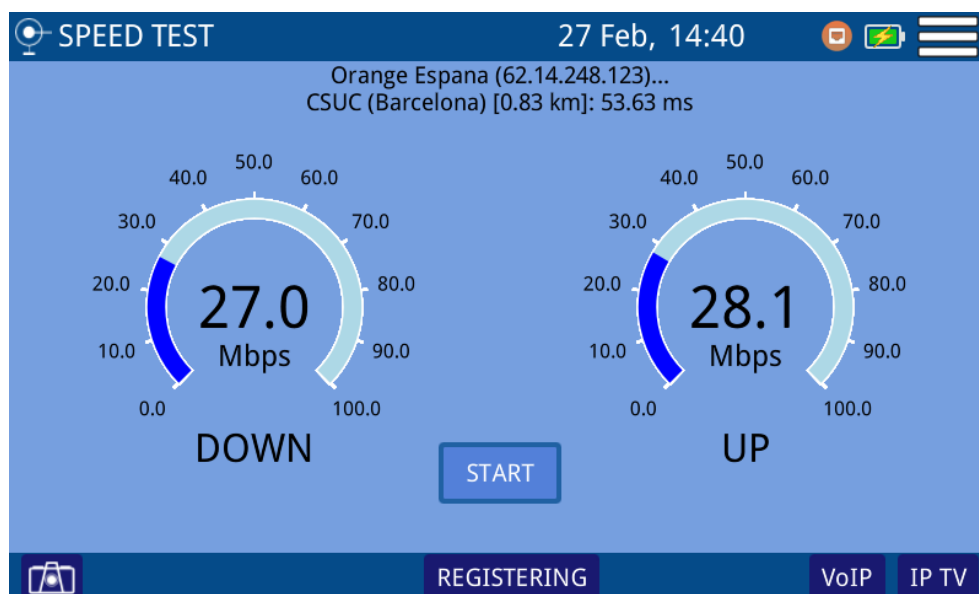 SPEED TEST 27 Feb, 14:40
Orange Espana (62.14.248.123)...
CSUC (Barcelona) [0.83 km]: 53.63 ms
0.0
10.0
20.0
30.0
40.0
50.0
60.0
70.0
80.0
90.0
100.0
27.0
Mbps
DOWN
0.0
10.0
20.0
30.0
40.0
50.0
60.0
70.0
80.0
90.0
100.0
28.1
Mbps
UP
START
REGISTERING VoIP IP TV